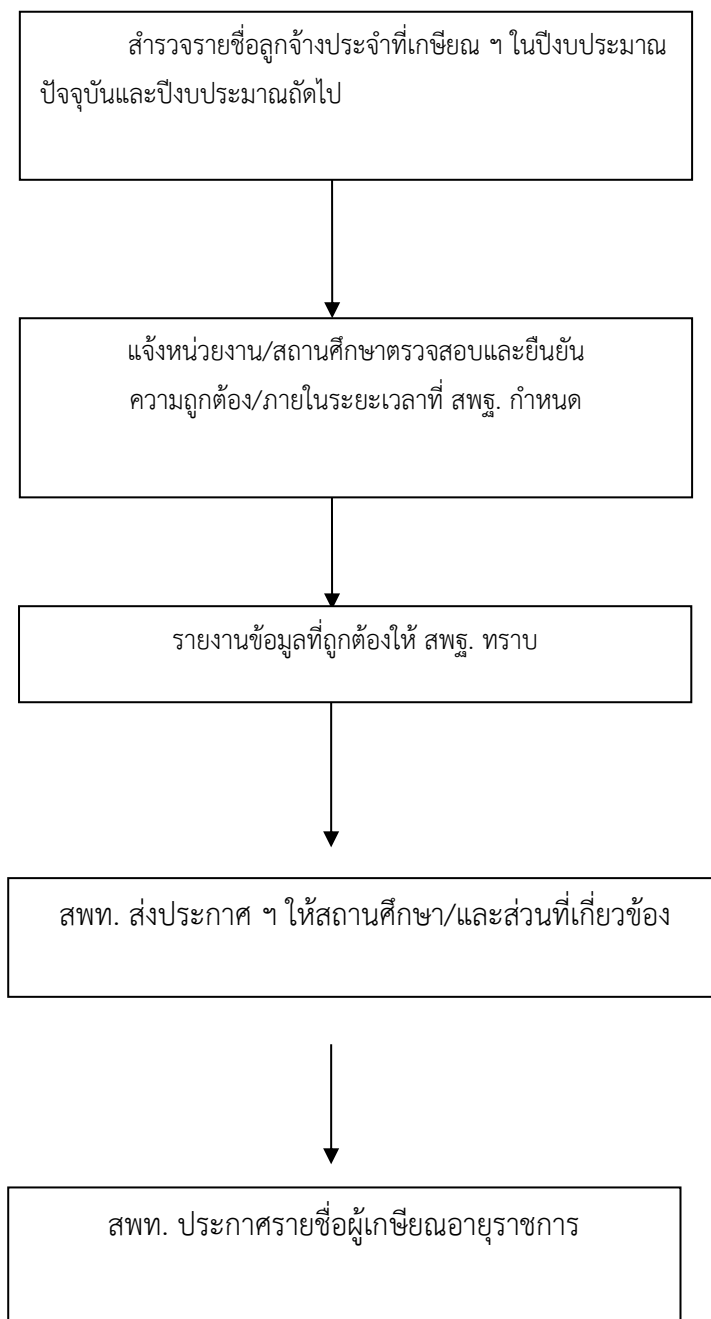 สำรวจรายชื่อลูกจ้างประจำที่เกษียณ ฯ ในปีงบประมาณ
ปัจจุบันและปีงบประมาณถัดไป
แจ้งหน่วยงาน/สถานศึกษาตรวจสอบและยืนยัน
ความถูกต้อง/ภายในระยะเวลาที่ สพฐ. กำหนด
รายงานข้อมูลที่ถูกต้องให้ สพฐ. ทราบ
สพท. ส่งประกาศ ฯ ให้สถานศึกษา/และส่วนที่เกี่ยวข้อง
สพท. ประกาศรายชื่อผู้เกษียณอายุราชการ